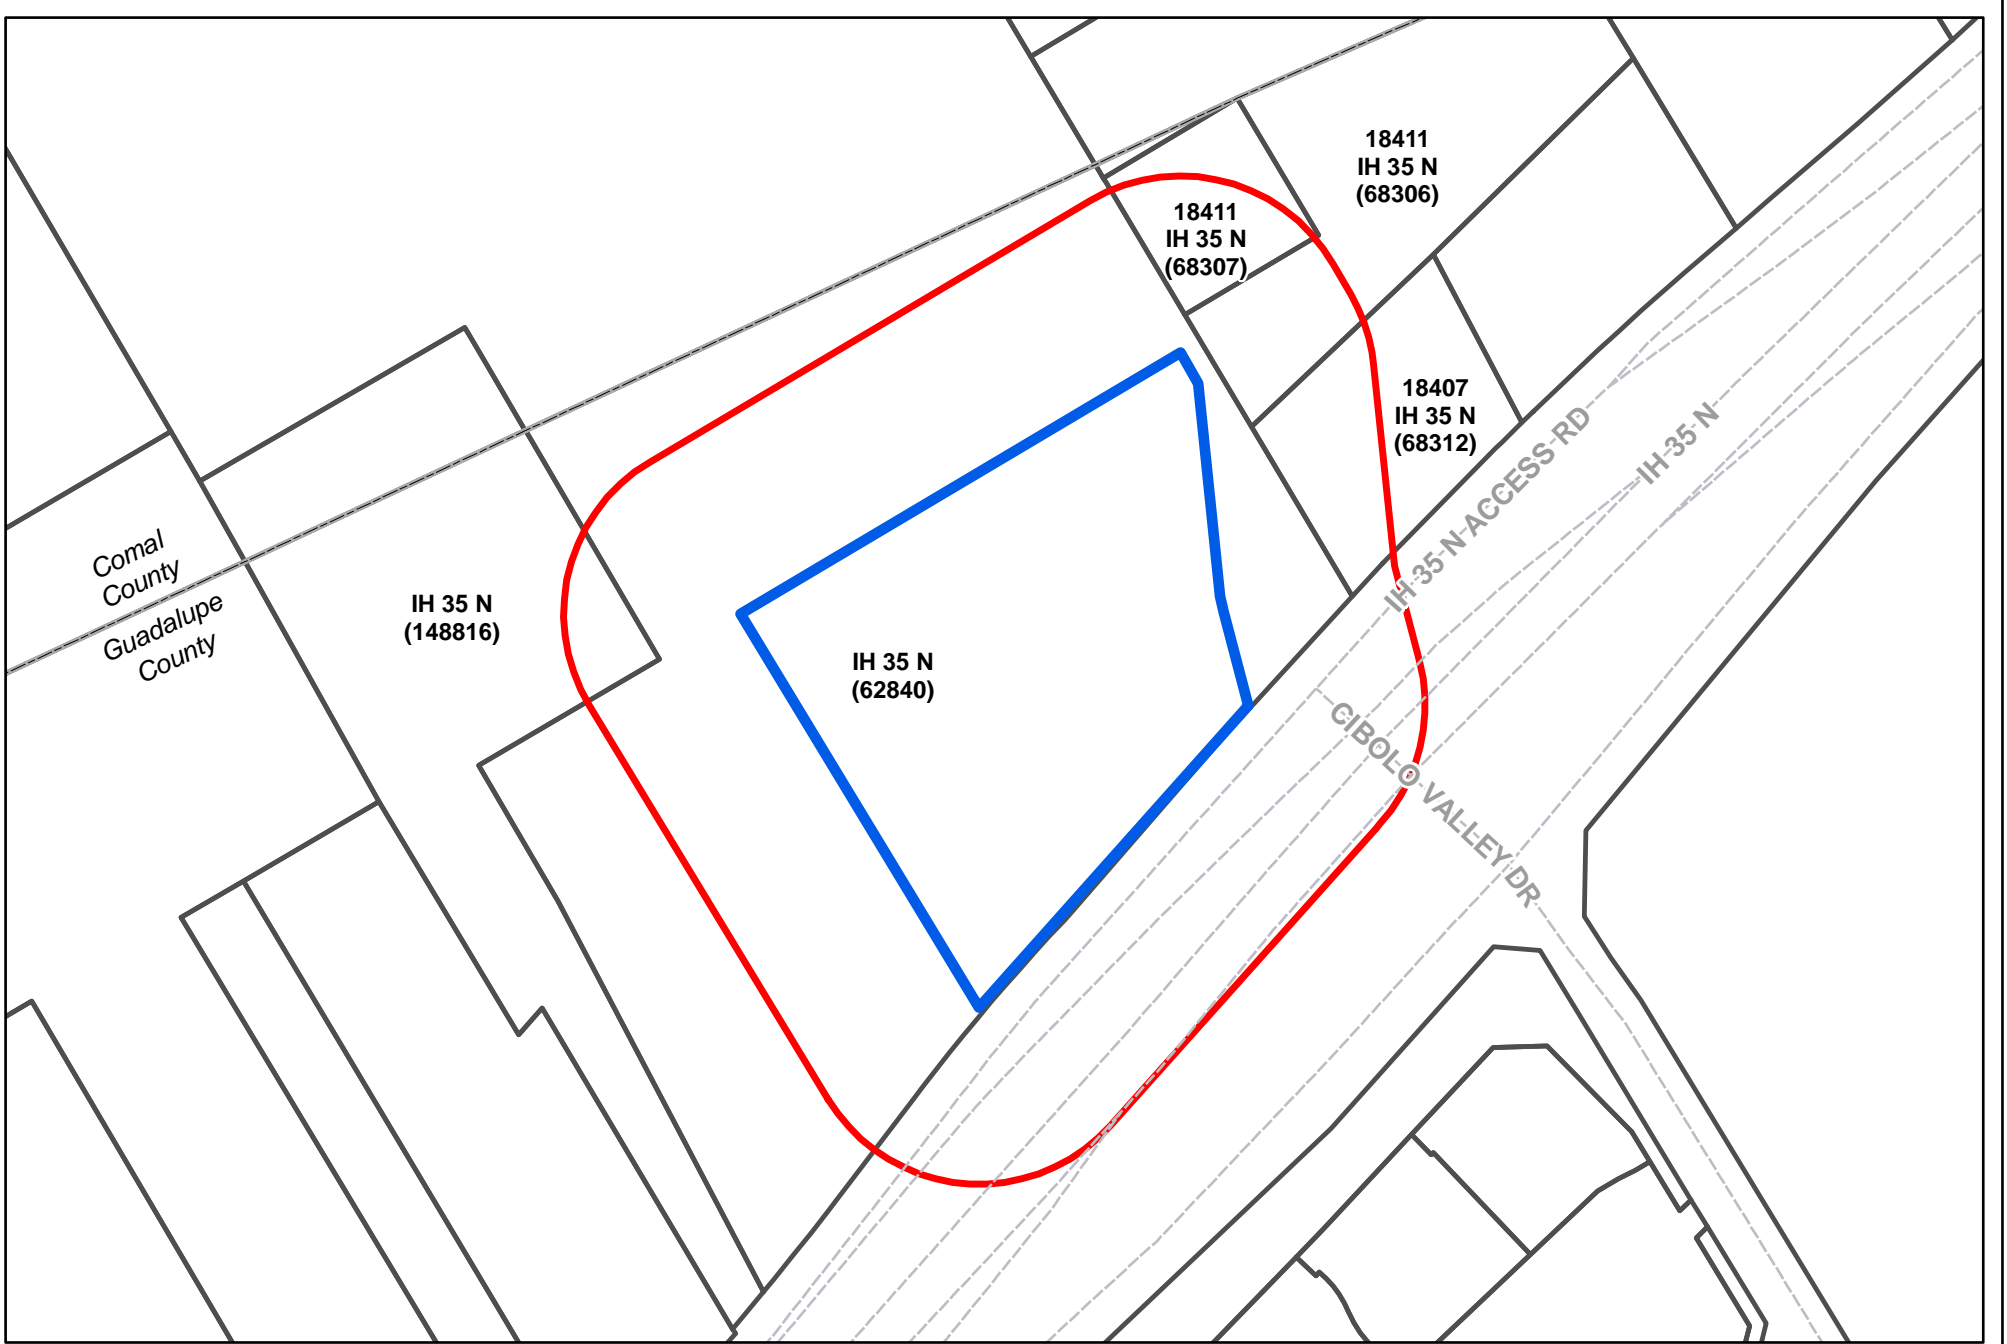 18411
IH 35 N
(68306)
18411
IH 35 N
(68307)
18407
IH 35 N
(68312)
IH 35 N ACCESS RD
IH 35 N
Comal
County
Guadalupe
County
IH 35 N
(148816)
IH 35 N
(62840)
CIBOLO VALLEY DR